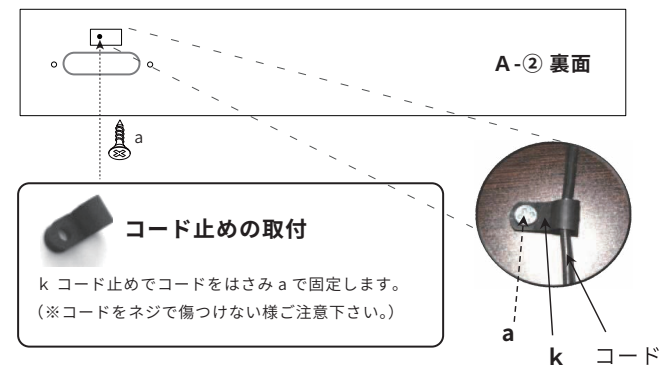 A-② 裏面
a
コード止めの取付
k コード止めでコードをはさみ a で固定します。
(※コードをネジで傷つけない様ご注意下さい。)
a
k
コード